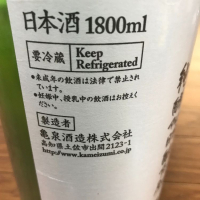 日本酒 1800ml
要冷蔵 Keep
Refrigerated
●未成年の飲酒は法律で禁止され
ています。
●妊娠中、授乳中の飲酒はお控えく
ださい。
製造者
亀泉酒造株式会社
高知県土佐市出間2123-1
http://www.kameizumi.co.jp